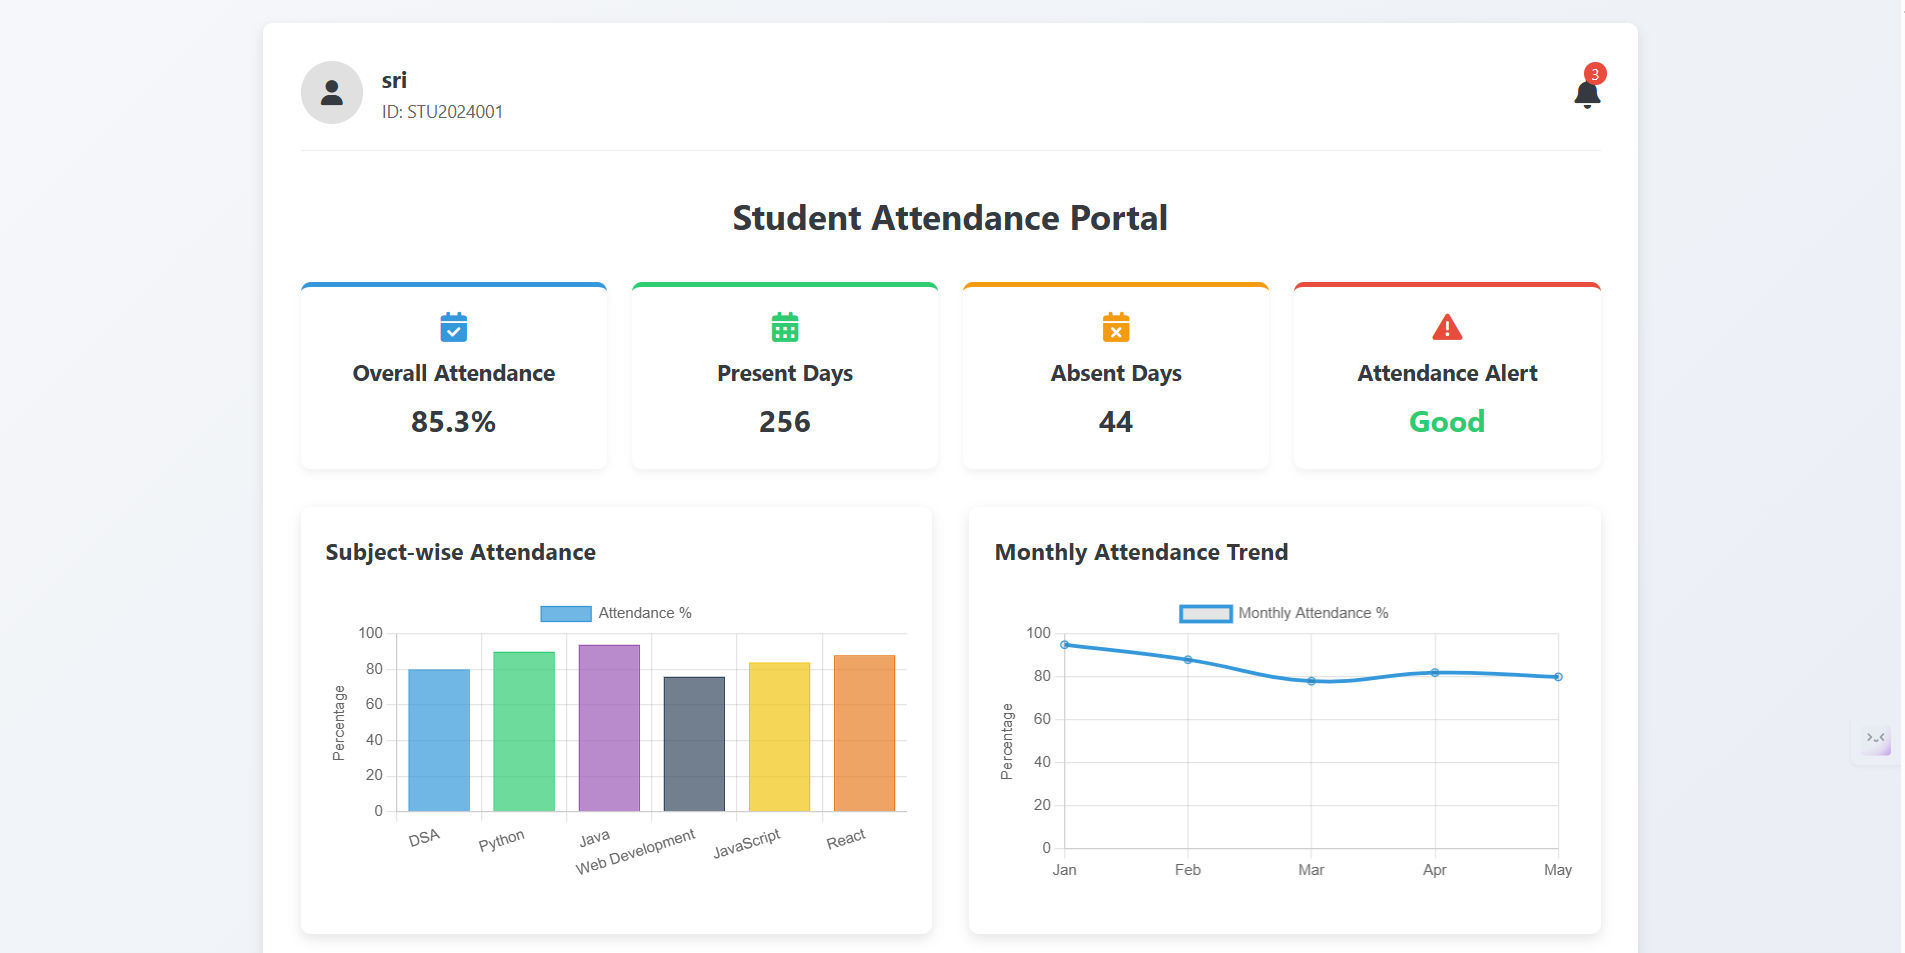 sri
ID: STU2024001
3
Student Attendance Portal
Overall Attendance
85.3%
Present Days
256
Absent Days
44
Attendance Alert
Good
Subject-wise Attendance
Attendance %
100
80
60
40
20
0
Percentage
DSA
Python
Java
Web Development
JavaScript
React
Monthly Attendance Trend
Monthly Attendance %
100
80
60
40
20
0
Percentage
Jan
Feb
Mar
Apr
May